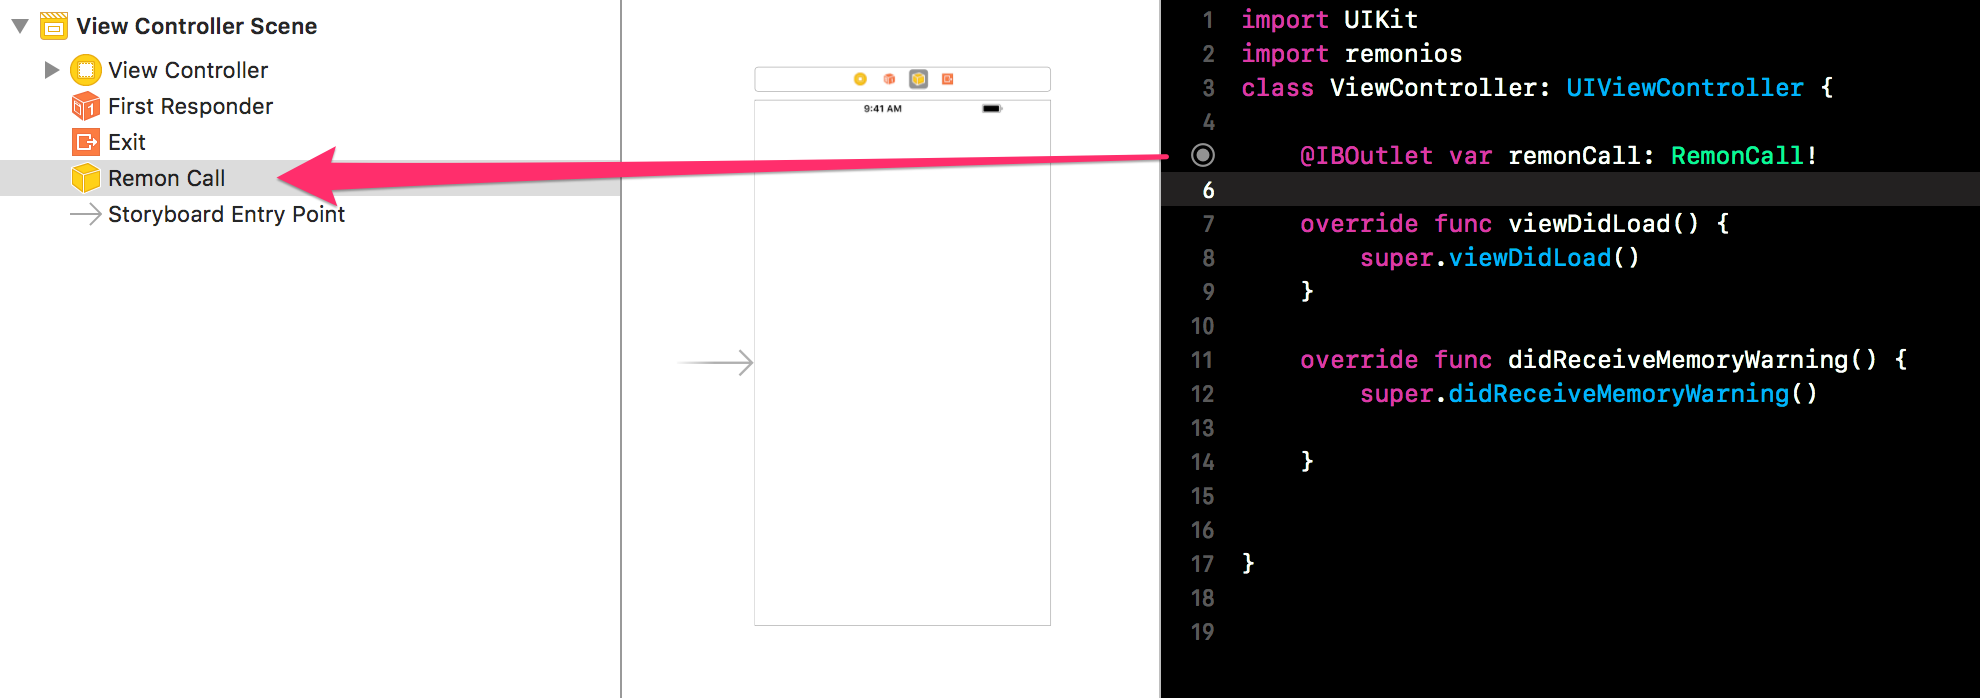 View Controller Scene
View Controller
First Responder
Exit
Remon Call
Storyboard Entry Point
9:41 AM
1 import UIKit
2 import remonios
3 class ViewController: UIViewController {
4
@IBOutlet var remonCall: RemonCall!
6
7 override func viewDidLoad() {
8 super.viewDidLoad()
9 }
10
11 override func didReceiveMemoryWarning() {
12 super.didReceiveMemoryWarning()
13
14 }
15
16
17 }
18
19